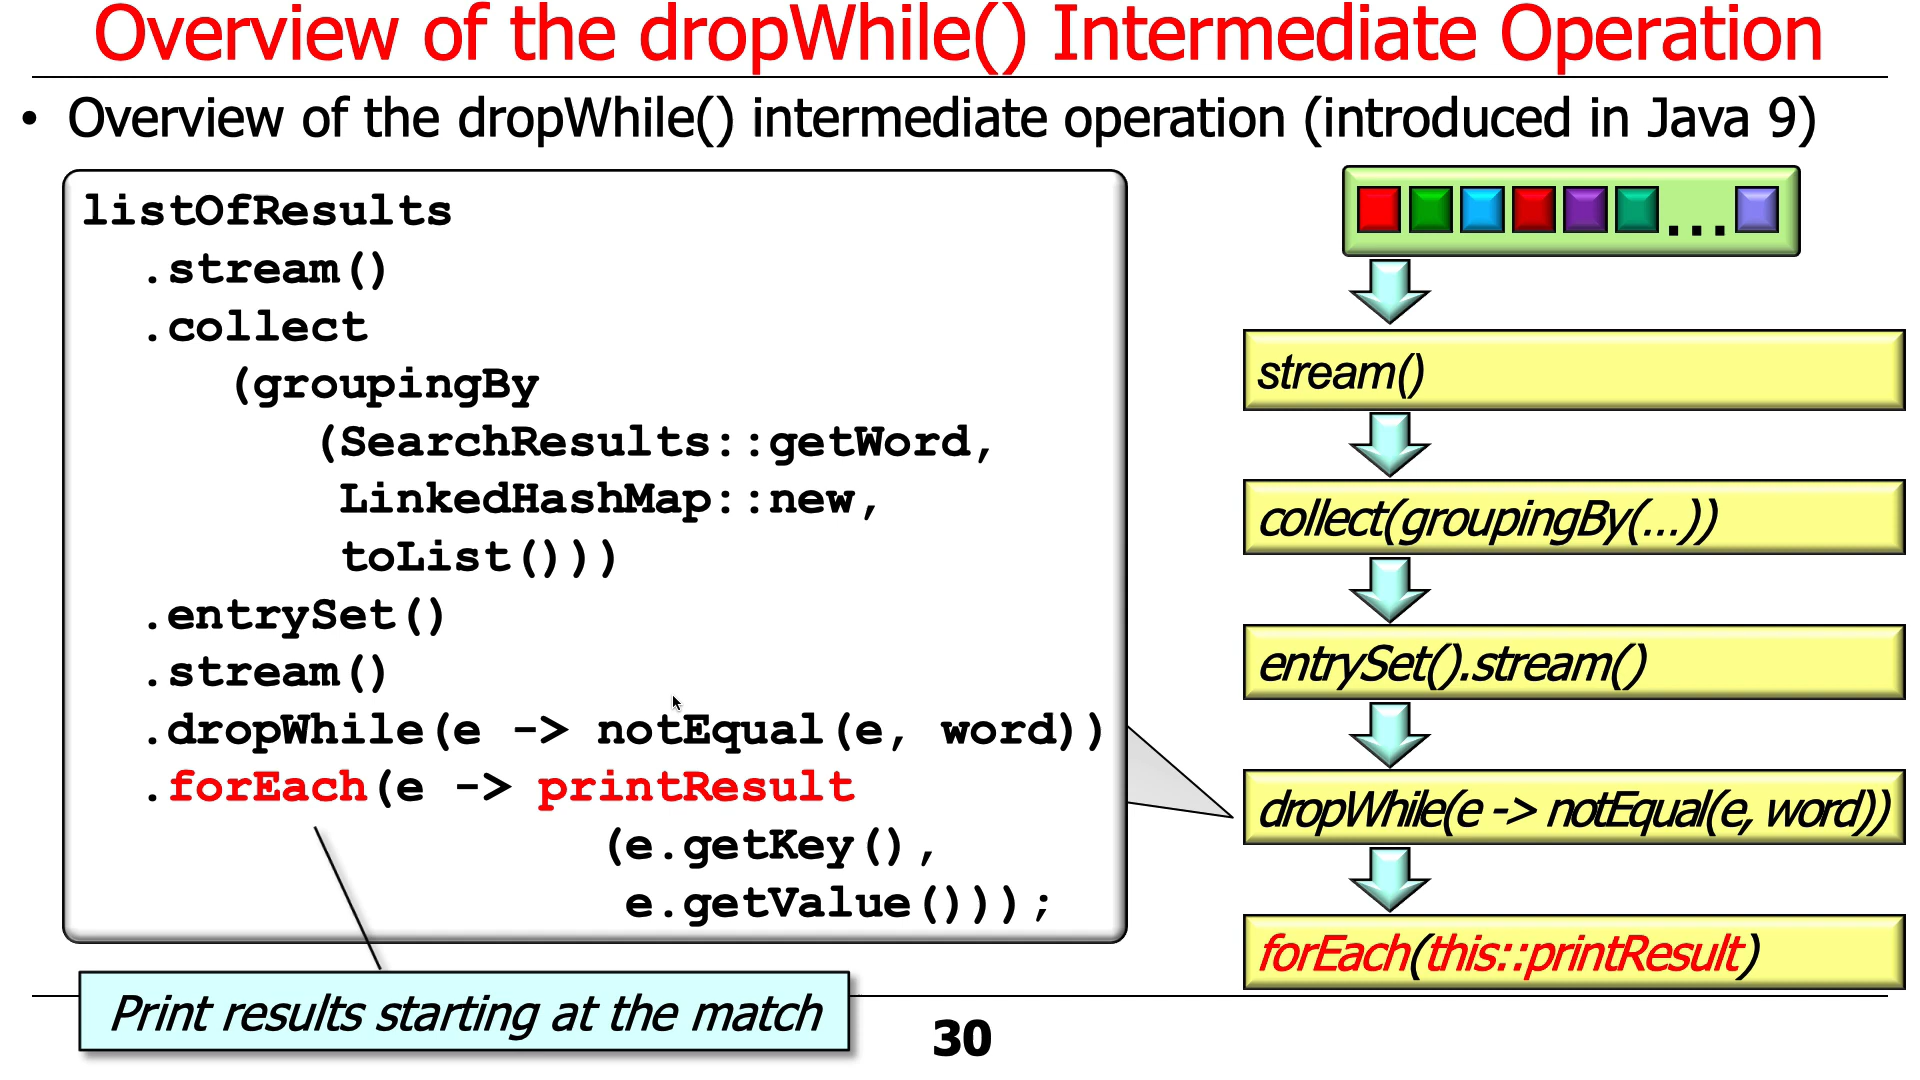 Overview of the dropWhile() Intermediate Operation
• Overview of the dropWhile() intermediate operation (introduced in Java 9)
listOfResults
.stream()
.collect
(groupingBy
(SearchResults::getWord,
LinkedHashMap::new,
toList()))
.entrySet()
.stream()
.dropWhile(e -> notEqual(e, word))
.forEach(e -> printResult
(e.getKey(),
e.getValue()));
Print results starting at the match
...
stream()
collect(groupingBy(...))
entrySet().stream()
dropWhile(e -> notEqual(e, word))
forEach(this::printResult)
30